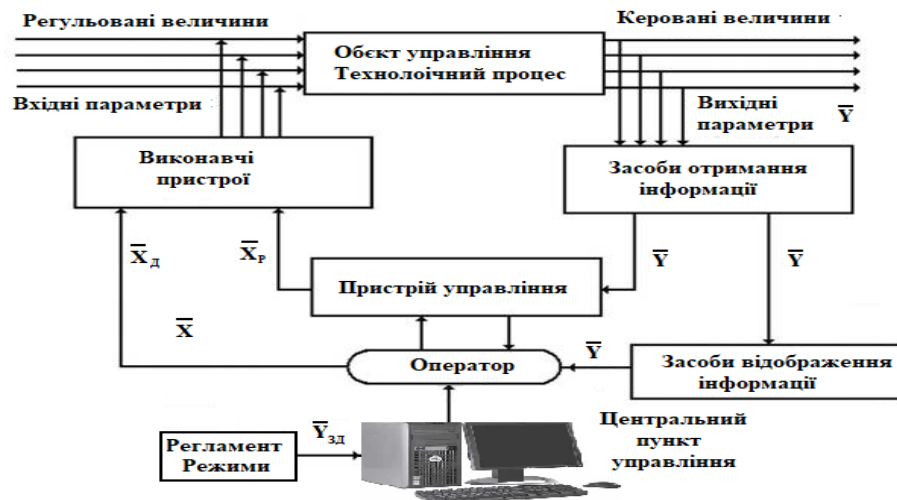 Регульовані величини
Керовані величини
Обєкт управління
Технолоічний процес
Вхідні параметри
Вихідні
параметри
Y̅
Виконавчі
пристрої
Засоби отримання
інформації
X̅д
X̅р
Y̅
Y̅
Пристрій управління
X̅
Оператор
Y̅
Засоби відображення
інформації
Регламент
Режими
Y̅зд
Центральний
пункт
управління